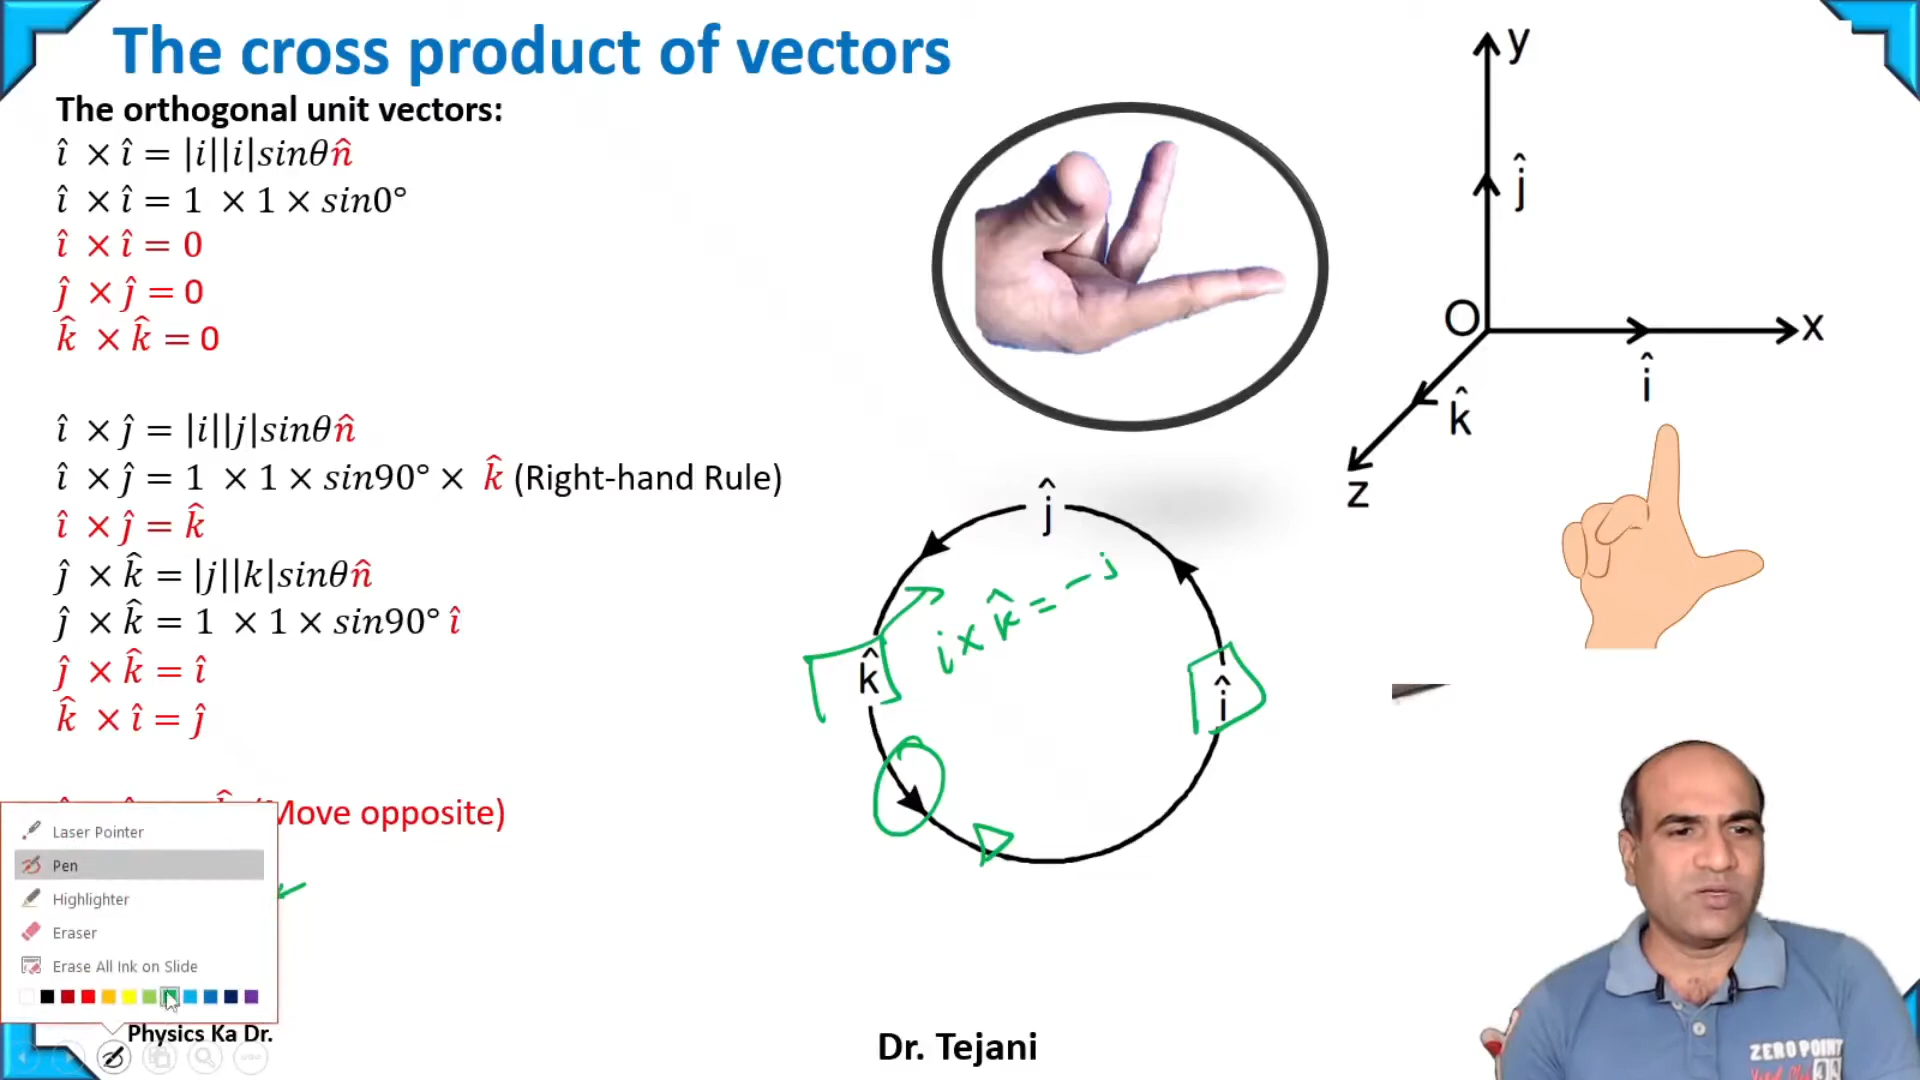 The cross product of vectors
The orthogonal unit vectors:
î × î = |i||i|sinθn̂
î × î = 1 × 1 × sin0°
î × î = 0
ĵ × ĵ = 0
k̂ × k̂ = 0
î × ĵ = |i||j|sinθn̂
î × ĵ = 1 × 1 × sin90° × k̂ (Right-hand Rule)
î × ĵ = k̂
ĵ × k̂ = |j||k|sinθn̂
ĵ × k̂ = 1 × 1 × sin90° î
ĵ × k̂ = î
k̂ × î = ĵ
(Move opposite)
Laser Pointer
Pen
Highlighter
Eraser
Erase All Ink on Slide
Physics Ka Dr.
ĵ
i × k̂ = - j
k̂
î
y
ĵ
O
x
î
k̂
z
Dr. Tejani
ZERO POINT